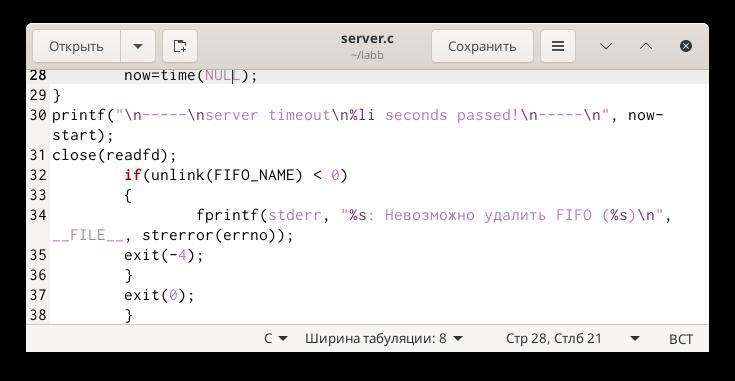 Открыть
server.c
~/labb
Сохранить
28 now=time(NULL);
29 }
30 printf("\n-----\nserver timeout\n%li seconds passed!\n-----\n", now-
start);
31 close(readfd);
32 if(unlink(FIFO_NAME) < 0)
33 {
34 fprintf(stderr, "%s: Невозможно удалить FIFO (%s)\n",
__FILE__, strerror(errno));
35 exit(-4);
36 }
37 exit(0);
38 }
C Ширина табуляции: 8 Стр 28, Стлб 21 ВСТ